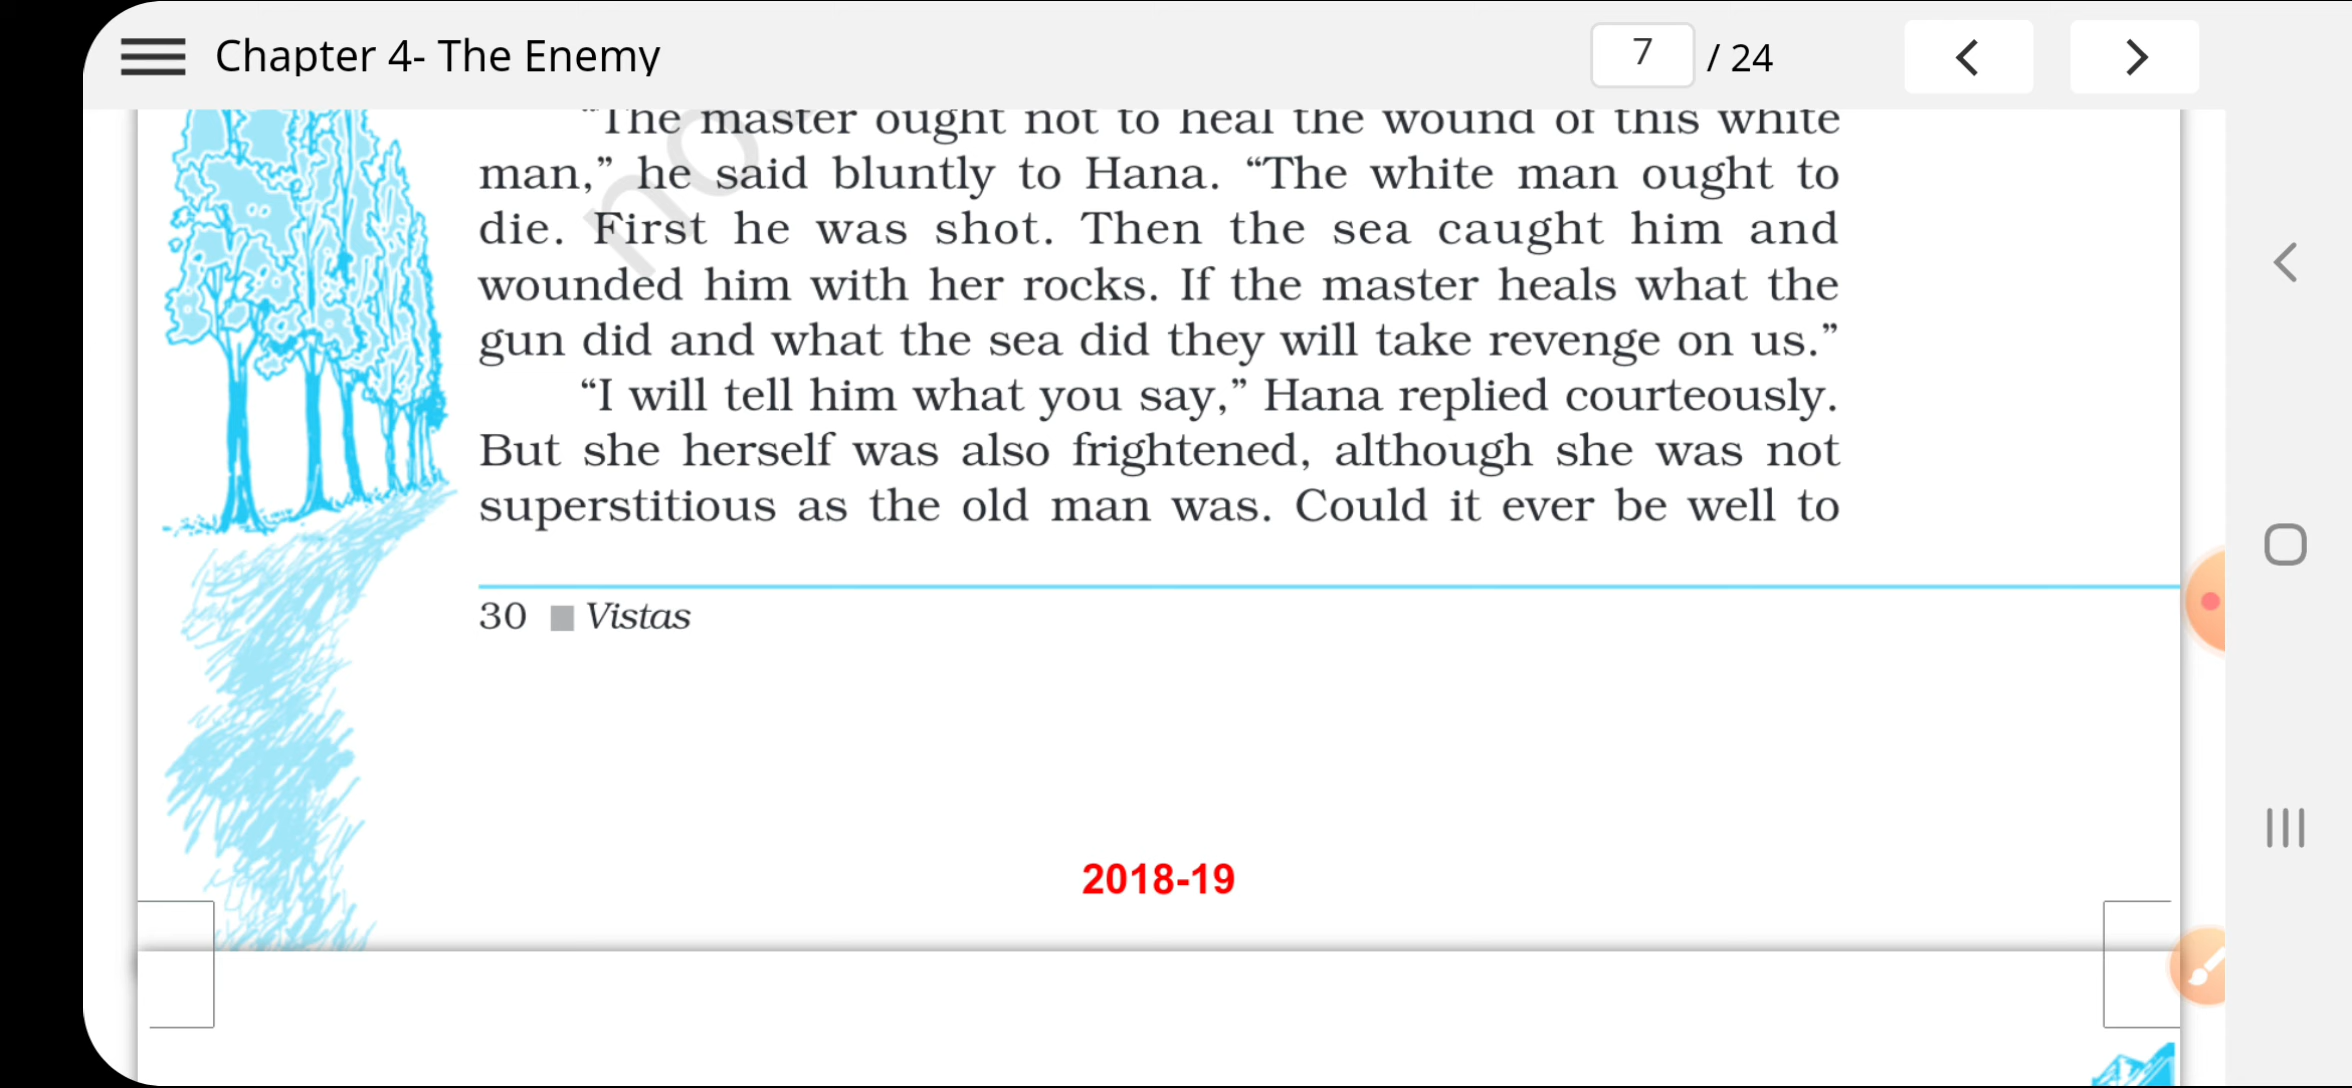 Chapter 4- The Enemy
7 / 24
“The master ought not to heal the wound of this white
man,” he said bluntly to Hana. “The white man ought to
die. First he was shot. Then the sea caught him and
wounded him with her rocks. If the master heals what the
gun did and what the sea did they will take revenge on us.”
“I will tell him what you say,” Hana replied courteously.
But she herself was also frightened, although she was not
superstitious as the old man was. Could it ever be well to
30 ■ Vistas
2018-19